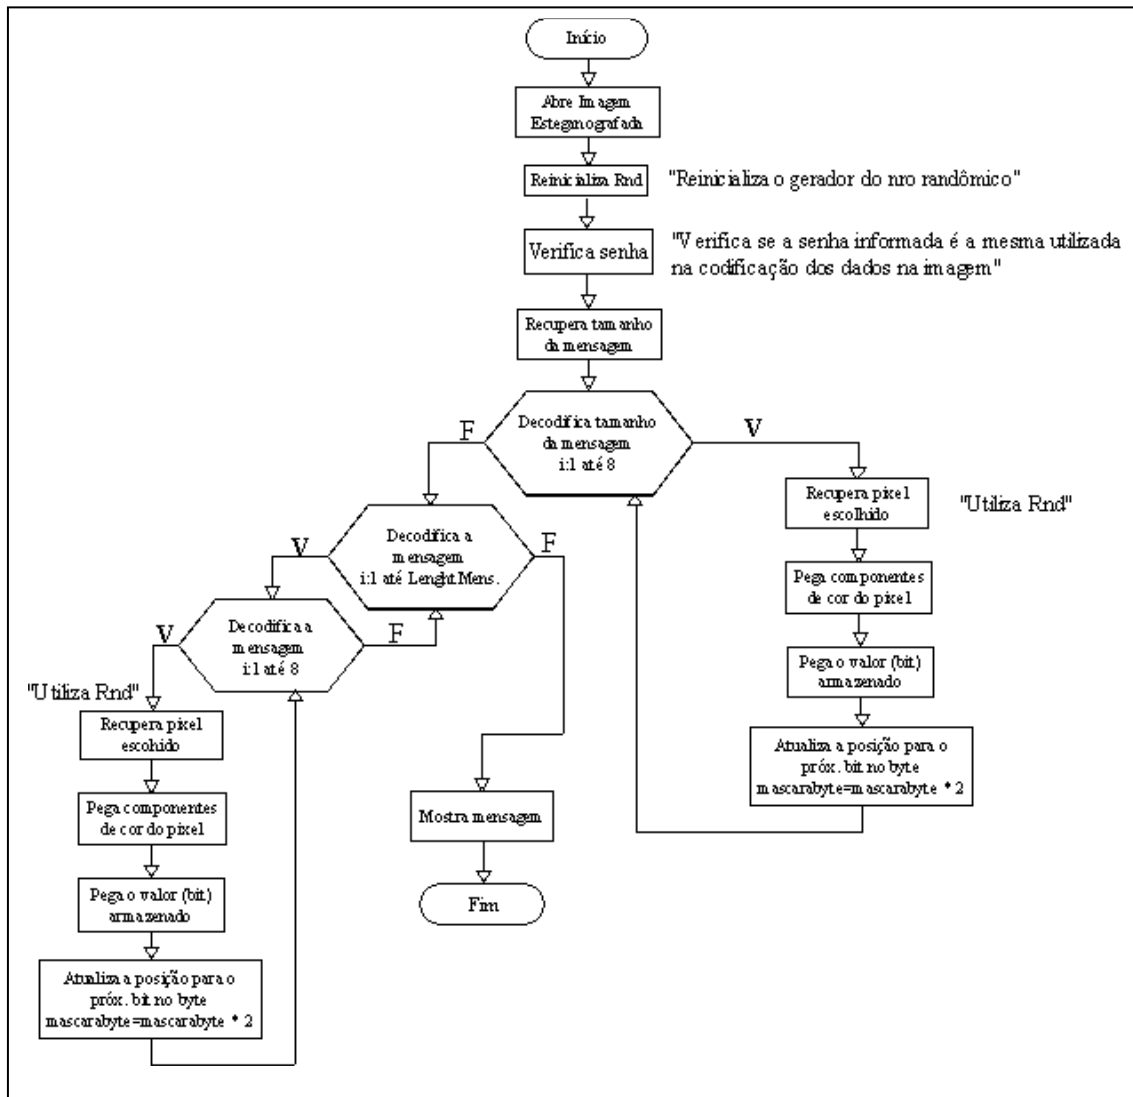 Início
Abre Imagem
Esteganografada
Reinicializa Rnd
"Reinicializa o gerador do nro randômico"
Verifica senha
"Verifica se a senha informada é a mesma utilizada
na codificação dos dados na imagem"
Recupera tamanho
da mensagem
Decodifica tamanho
da mensagem
i:1 até 8
F
V
Recupera pixel
escolhido
"Utiliza Rnd"
Pega componentes
de cor do pixel
Pega o valor (bit)
armazenado
Atualiza a posição para o
próx. bit no byte
mascarabyte=mascarabyte * 2
Decodifica a
mensagem
i:1 até Lenght.Mens.
V
F
Decodifica a
mensagem
i:1 até 8
V
F
"Utiliza Rnd"
Recupera pixel
escohido
Pega componentes
de cor do pixel
Pega o valor (bit)
armazenado
Atualiza a posição para o
próx. bit no byte
mascarabyte=mascarabyte * 2
Mostra mensagem
Fim